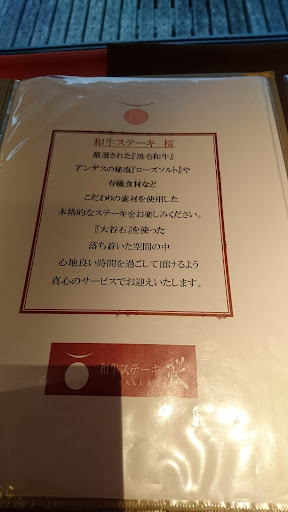 和牛ステーキ 桜
厳選された『黒毛和牛』
アンデスの秘塩『ローズソルト』や
有機食材など
こだわりの素材を使用した
本格的なステーキをお楽しみください。
『大谷石』を使った
落ち着いた空間の中
心地良い時間を過ごして頂けるよう
真心のサービスでお迎えいたします。
和牛ステーキ 桜